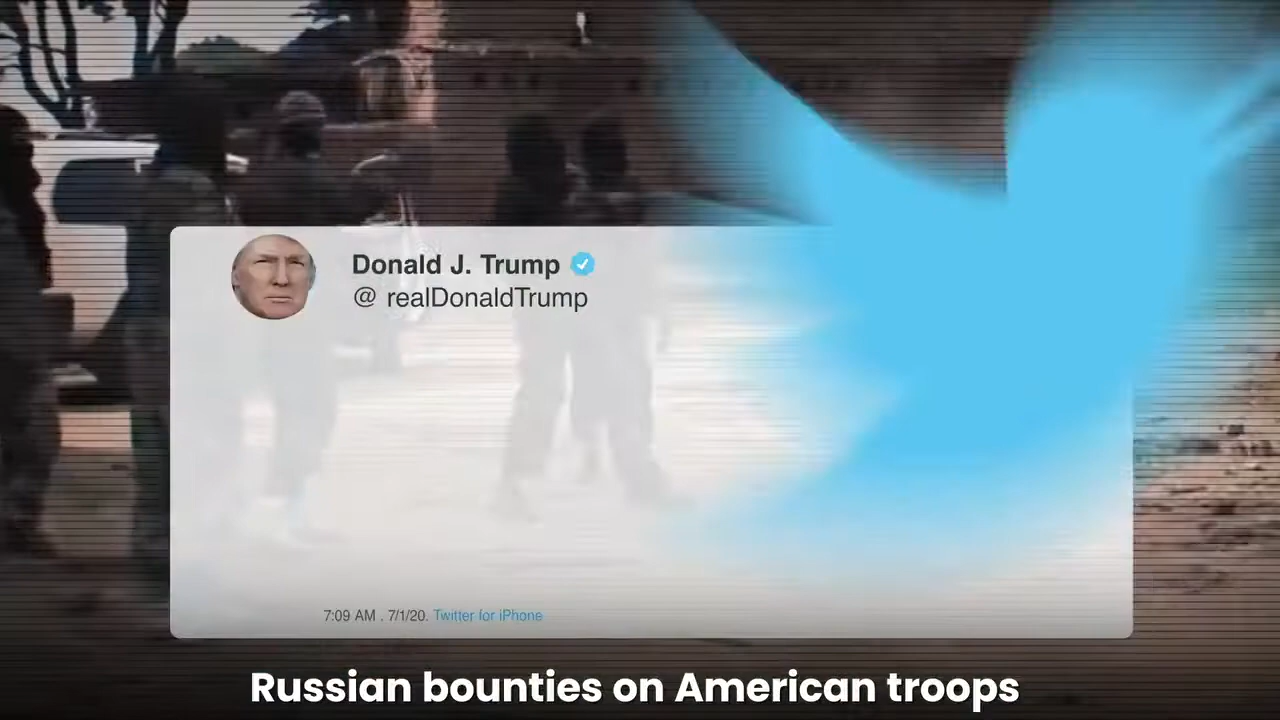 Donald J. Trump
@ realDonaldTrump
7:09 AM . 7/1/20. Twitter for iPhone
Russian bounties on American troops